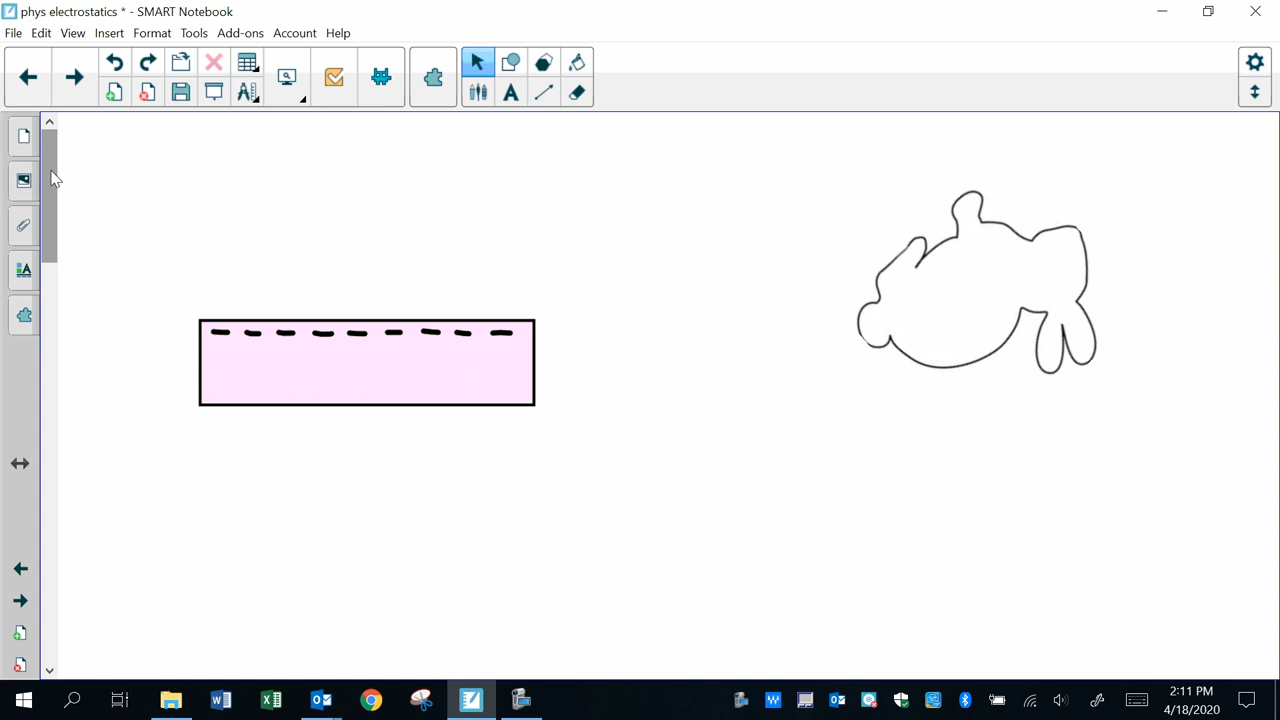 phys electrostatics * - SMART Notebook
File Edit View Insert Format Tools Add-ons Account Help
2:11 PM
4/18/2020